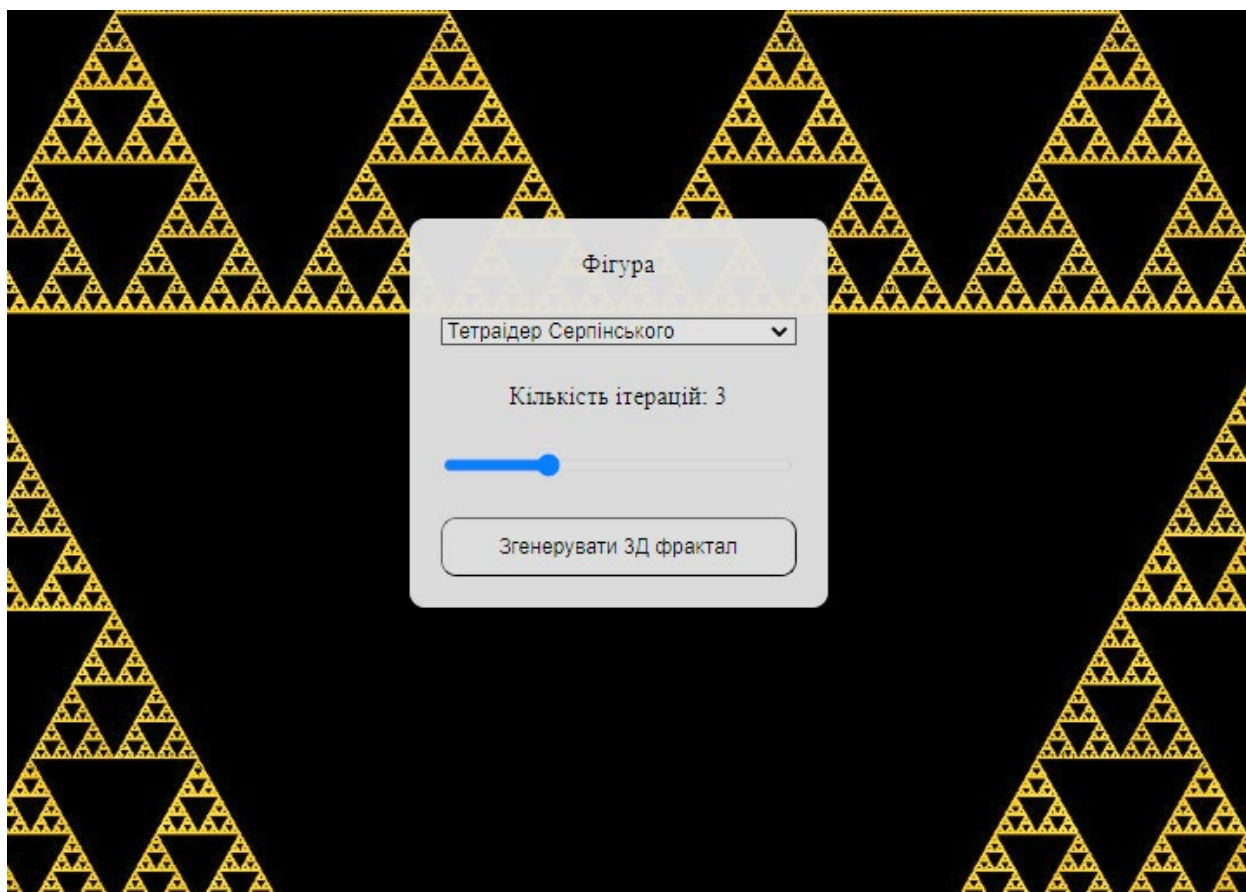 Фігура
Тетраідер Серпінського
Кількість ітерацій: 3
Згенерувати 3Д фрактал